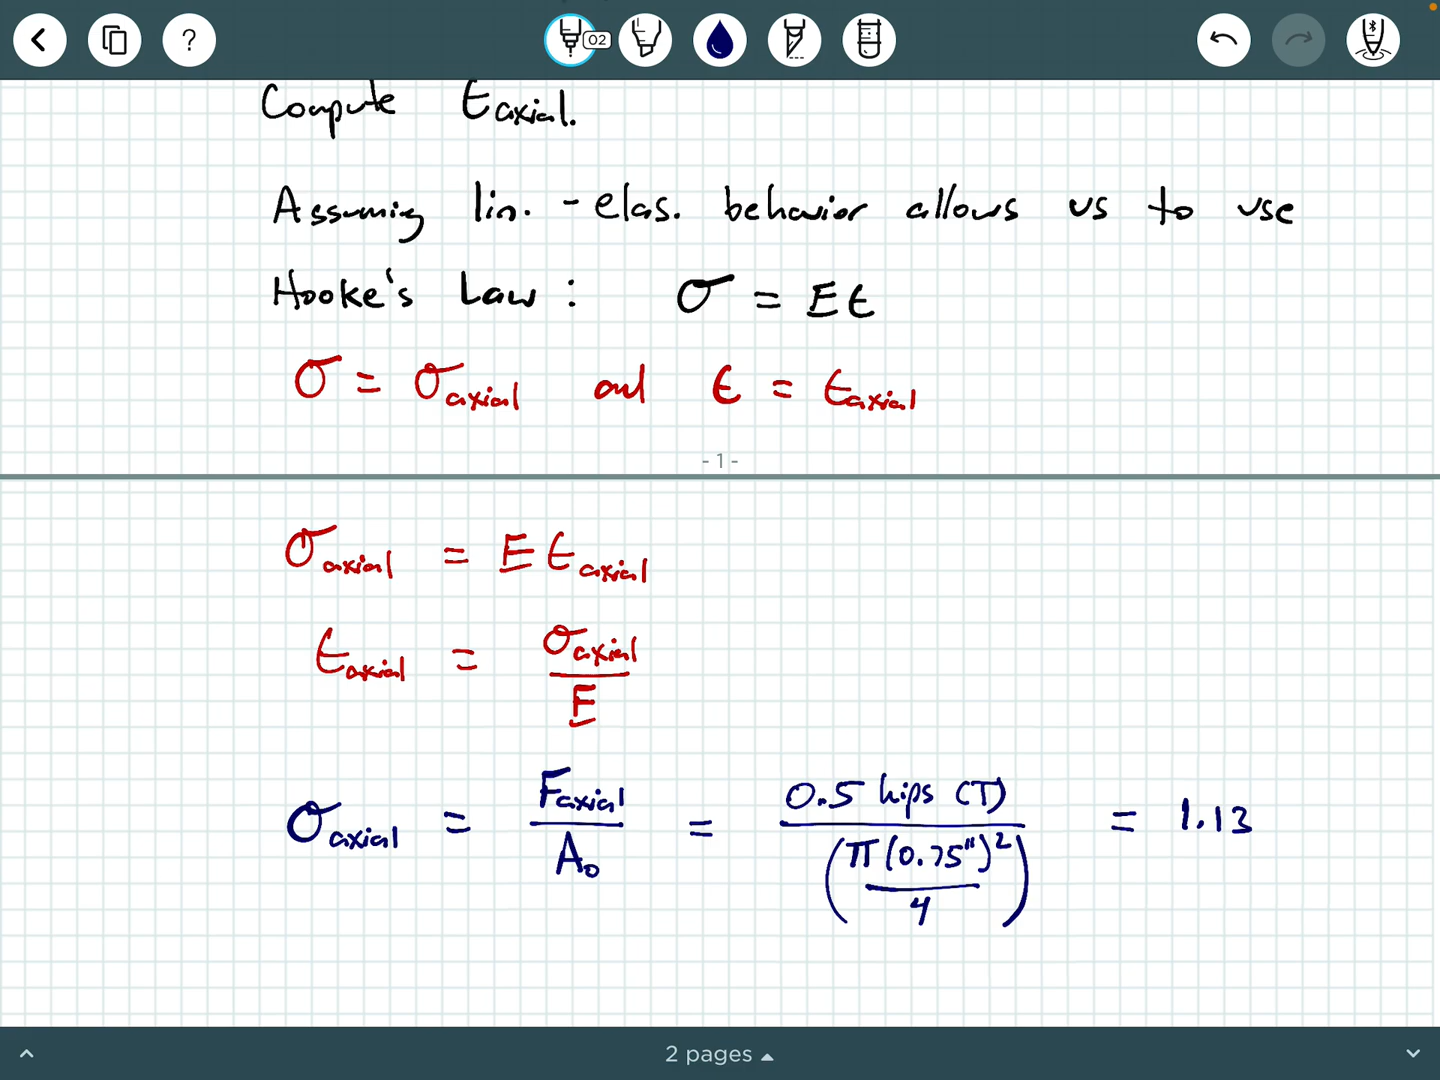 02
?
Compute ϵaxial.
Assuming lin.-elas. behavior allows us to use
Hooke's Law: σ = Eϵ
σ = σaxial and ϵ = ϵaxial
- 1 -
σaxial = E ϵaxial
ϵaxial = σaxial / E
σaxial = Faxial / A₀ = 0.5 kips (T) / (π(0.75")² / 4) = 1.13
2 pages